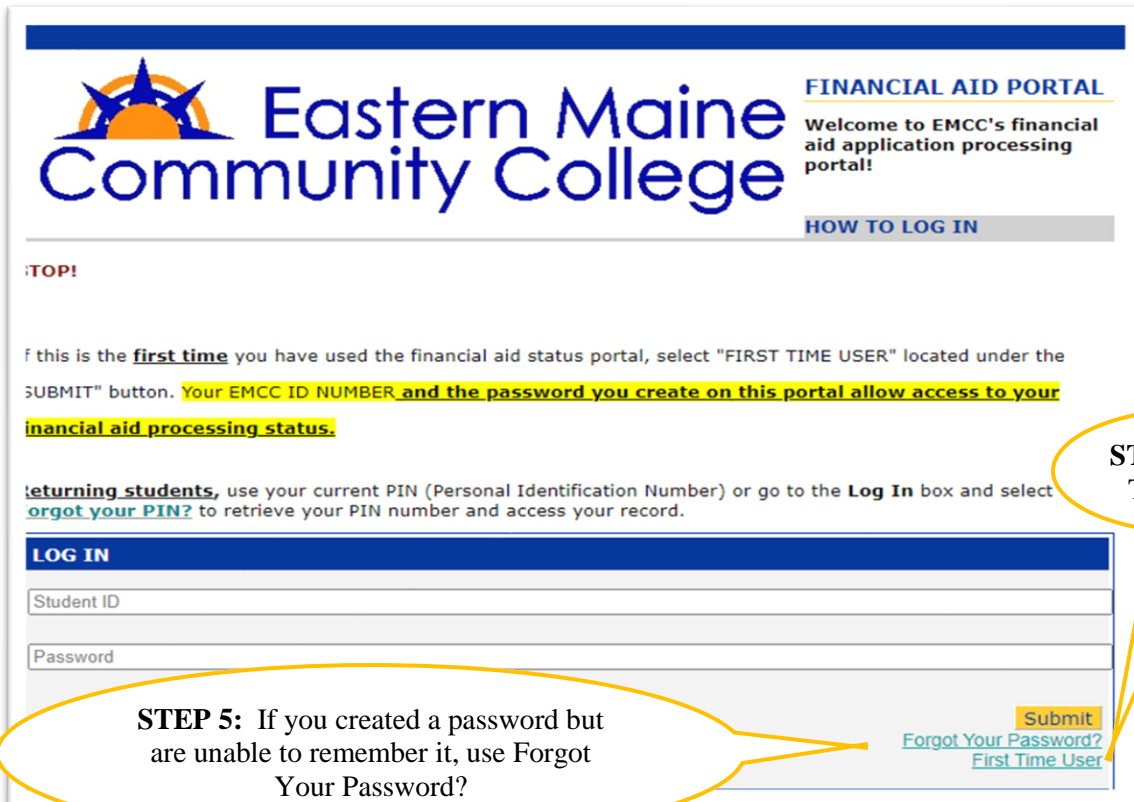 Eastern Maine
Community College
FINANCIAL AID PORTAL
Welcome to EMCC's financial
aid application processing
portal!
HOW TO LOG IN
TOP!
f this is the first time you have used the financial aid status portal, select "FIRST TIME USER" located under the
SUBMIT" button. Your EMCC ID NUMBER and the password you create on this portal allow access to your
inancial aid processing status.
eturning students, use your current PIN (Personal Identification Number) or go to the Log In box and select
orgot your PIN? to retrieve your PIN number and access your record.
ST
T
LOG IN
Student ID
Password
STEP 5: If you created a password but
are unable to remember it, use Forgot
Your Password?
Submit
Forgot Your Password?
First Time User